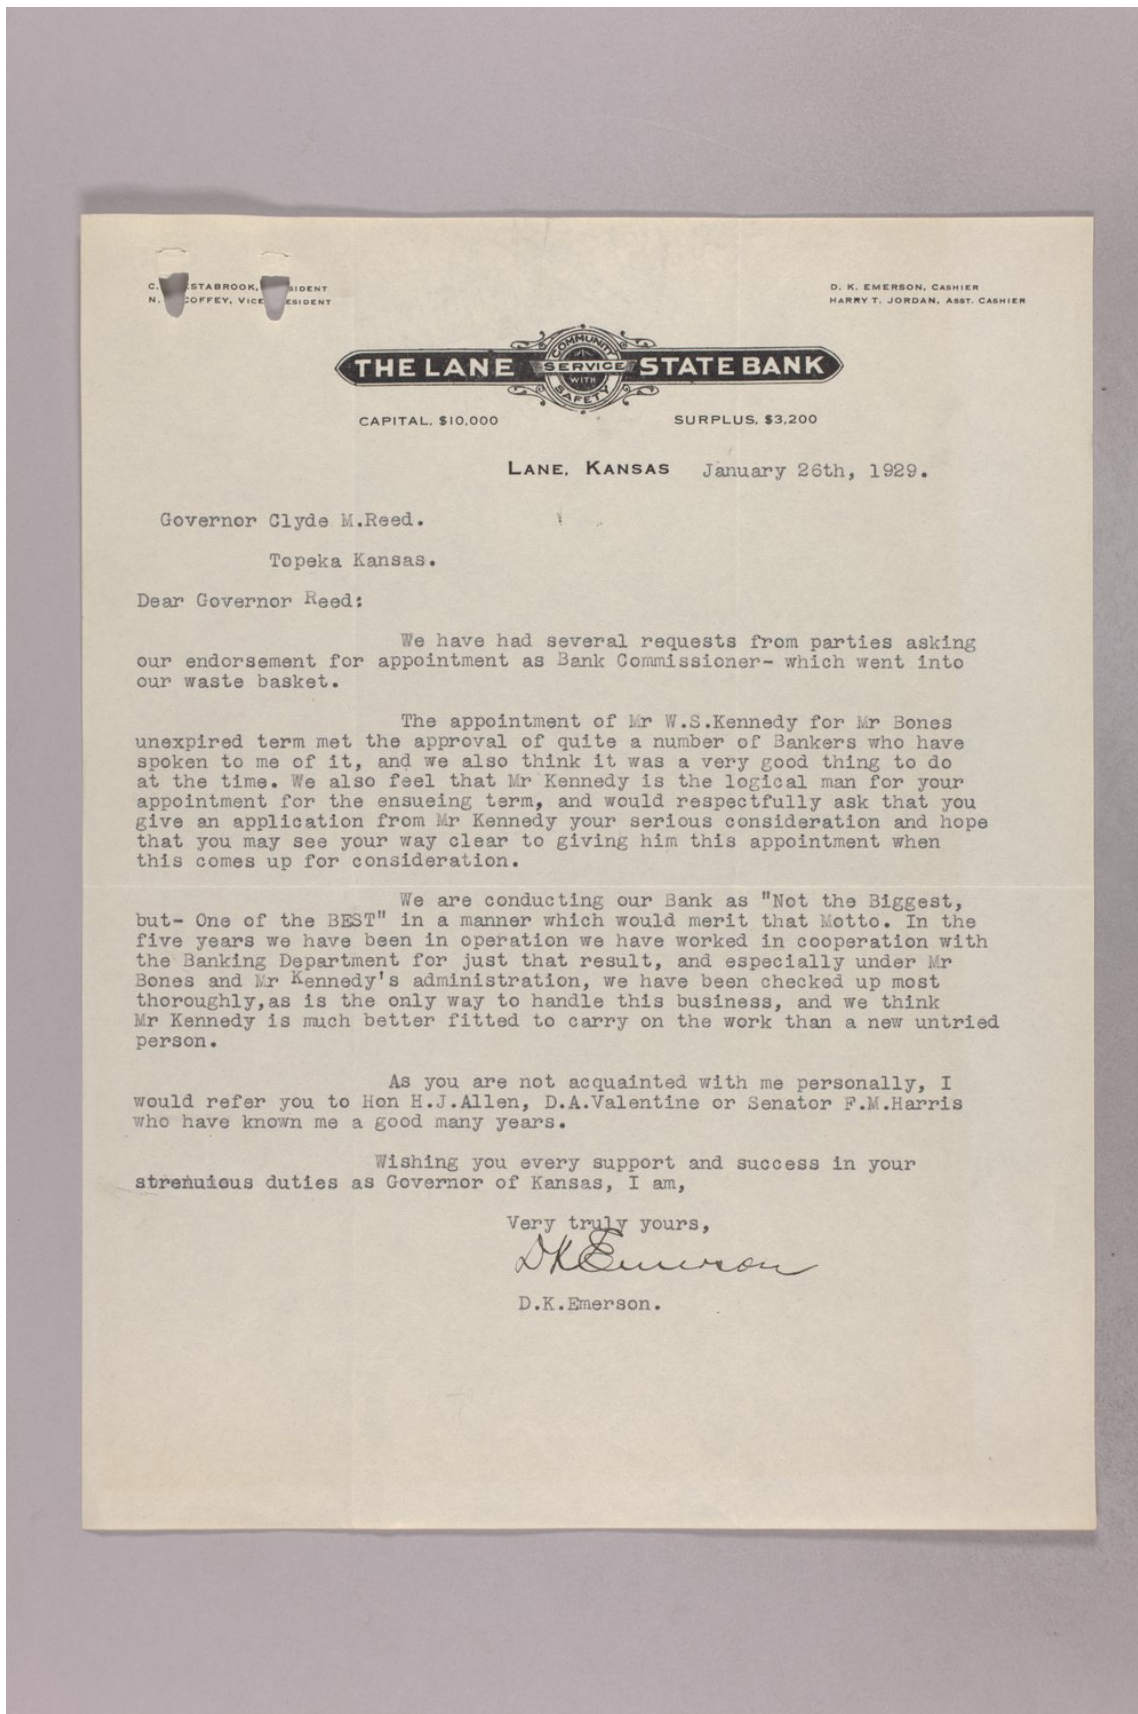 C. ESTABROOK, SIDENT
N. COFFEY, VICE ESIDENT
D. K. EMERSON, CASHIER
HARRY T. JORDAN, ASST. CASHIER
COMMUNITY
THE LANE SERVICE STATE BANK
WITH
SAFETY
CAPITAL, $10,000 SURPLUS, $3,200
LANE, KANSAS January 26th, 1929.
Governor Clyde M.Reed.
Topeka Kansas.
Dear Governor Reed:
We have had several requests from parties asking
our endorsement for appointment as Bank Commissioner- which went into
our waste basket.
The appointment of Mr W.S.Kennedy for Mr Bones
unexpired term met the approval of quite a number of Bankers who have
spoken to me of it, and we also think it was a very good thing to do
at the time. We also feel that Mr Kennedy is the logical man for your
appointment for the ensueing term, and would respectfully ask that you
give an application from Mr Kennedy your serious consideration and hope
that you may see your way clear to giving him this appointment when
this comes up for consideration.
We are conducting our Bank as "Not the Biggest,
but- One of the BEST" in a manner which would merit that Motto. In the
five years we have been in operation we have worked in cooperation with
the Banking Department for just that result, and especially under Mr
Bones and Mr Kennedy's administration, we have been checked up most
thoroughly,as is the only way to handle this business, and we think
Mr Kennedy is much better fitted to carry on the work than a new untried
person.
As you are not acquainted with me personally, I
would refer you to Hon H.J.Allen, D.A.Valentine or Senator F.M.Harris
who have known me a good many years.
Wishing you every support and success in your
strenuious duties as Governor of Kansas, I am,
Very truly yours,
DKEmerson
D.K.Emerson.